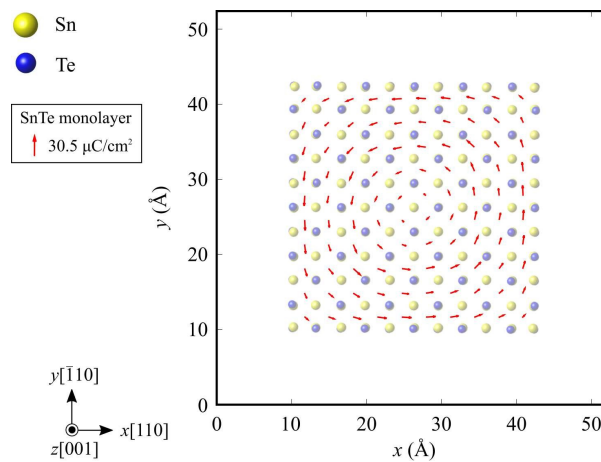 Sn
Te
SnTe monolayer
30.5 μC/cm²
y[1̄10]
x[110]
z[001]
y (Å)
50
40
30
20
10
0
0 10 20 30 40 50
x (Å)